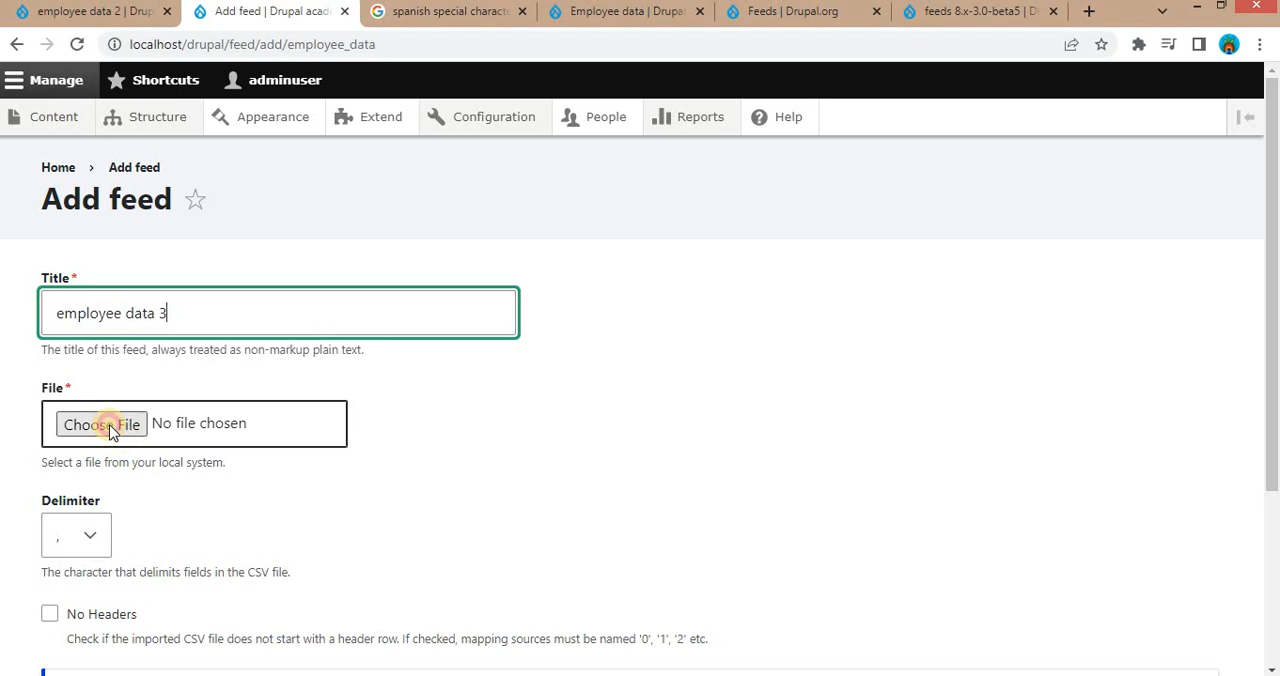 employee data 2 | Drup
Add feed | Drupal acad
spanish special characte
Employee data | Drupal
Feeds | Drupal.org
feeds 8.x-3.0-beta5 | D
localhost/drupal/feed/add/employee_data
Manage
Shortcuts
adminuser
Content
Structure
Appearance
Extend
Configuration
People
Reports
Help
Home › Add feed
Add feed
Title*
employee data 3
The title of this feed, always treated as non-markup plain text.
File*
Choose File No file chosen
Select a file from your local system.
Delimiter
,
The character that delimits fields in the CSV file.
No Headers
Check if the imported CSV file does not start with a header row. If checked, mapping sources must be named '0', '1', '2' etc.